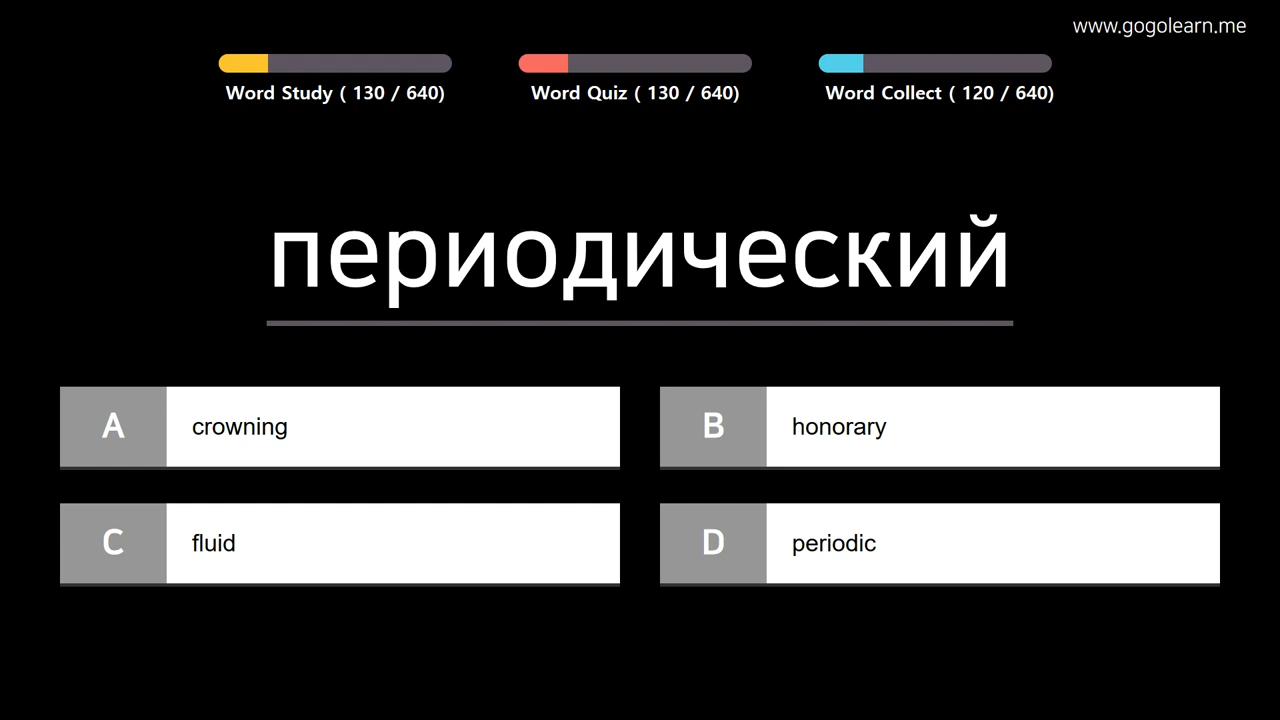 www.gogolearn.me
Word Study ( 130 / 640)
Word Quiz ( 130 / 640)
Word Collect ( 120 / 640)
периодический
A crowning
B honorary
C fluid
D periodic